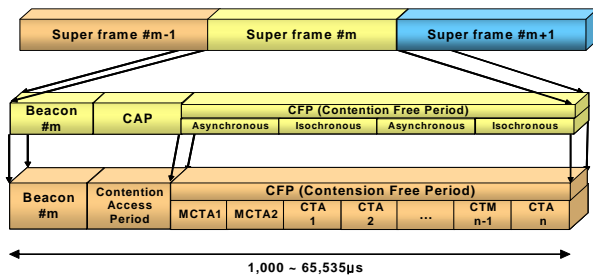 Super frame #m-1 Super frame #m Super frame #m+1
Beacon #m CAP CFP (Contention Free Period)
Asynchronous Isochronous Asynchronous Isochronous
Beacon #m Contention Access Period CFP (Contension Free Period)
MCTA1 MCTA2 CTA 1 CTA 2 ... CTM n-1 CTA n
1,000 ~ 65,535µs